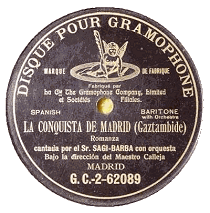 DISQUE POUR GRAMOPHONE
MARQUE DE FABRIQUE
Fabriqué par
The Gramophone Company, Limited
et Sociétés Filiales.
SPANISH BARITONE
with Orchestra
LA CONQUISTA DE MADRID (Gaztambide)
Romanza
cantada por el Sr. SAGI-BARBA con orquesta
Bajo la dirección del Maestro Calleja
MADRID
G.C.-2-62089